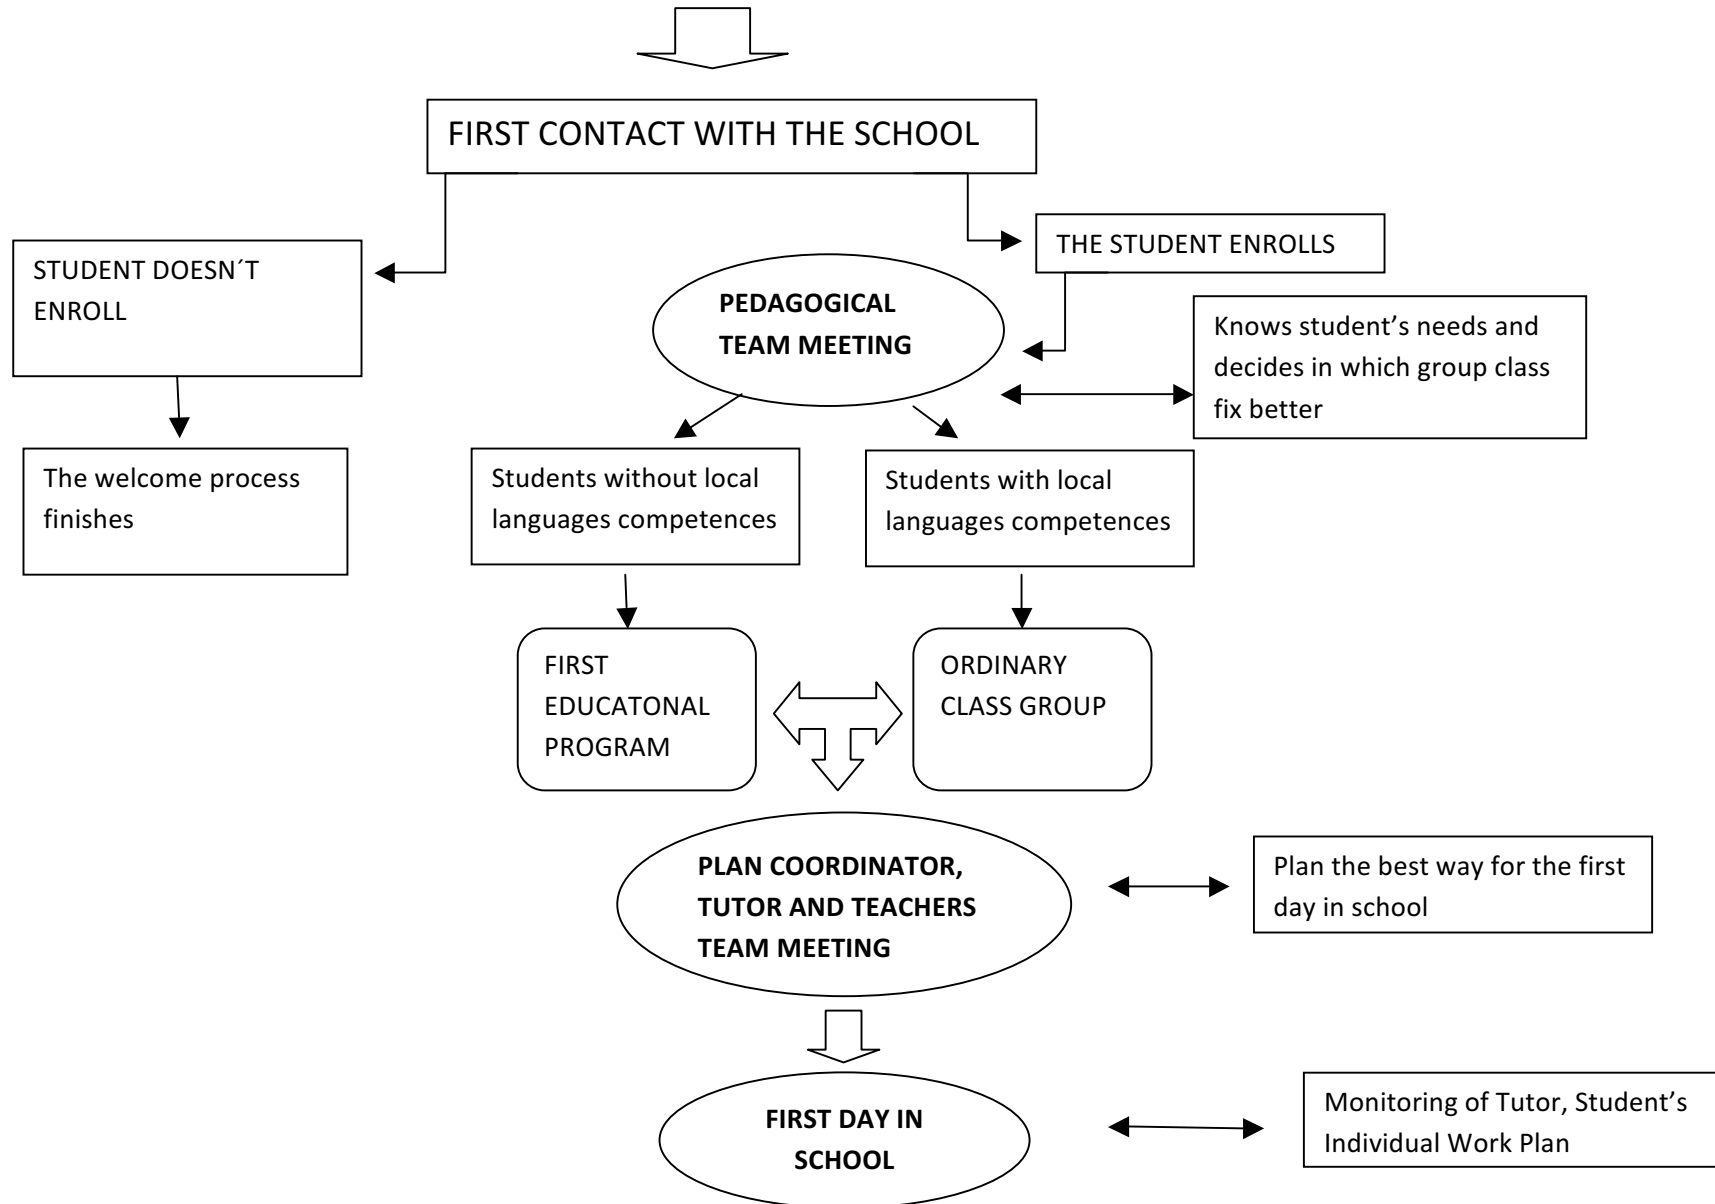 FIRST CONTACT WITH THE SCHOOL
STUDENT DOESN´T
ENROLL
THE STUDENT ENROLLS
PEDAGOGICAL
TEAM MEETING
Knows student’s needs and
decides in which group class
fix better
The welcome process
finishes
Students without local
languages competences
Students with local
languages competences
FIRST
EDUCATONAL
PROGRAM
ORDINARY
CLASS GROUP
PLAN COORDINATOR,
TUTOR AND TEACHERS
TEAM MEETING
Plan the best way for the first
day in school
FIRST DAY IN
SCHOOL
Monitoring of Tutor, Student’s
Individual Work Plan